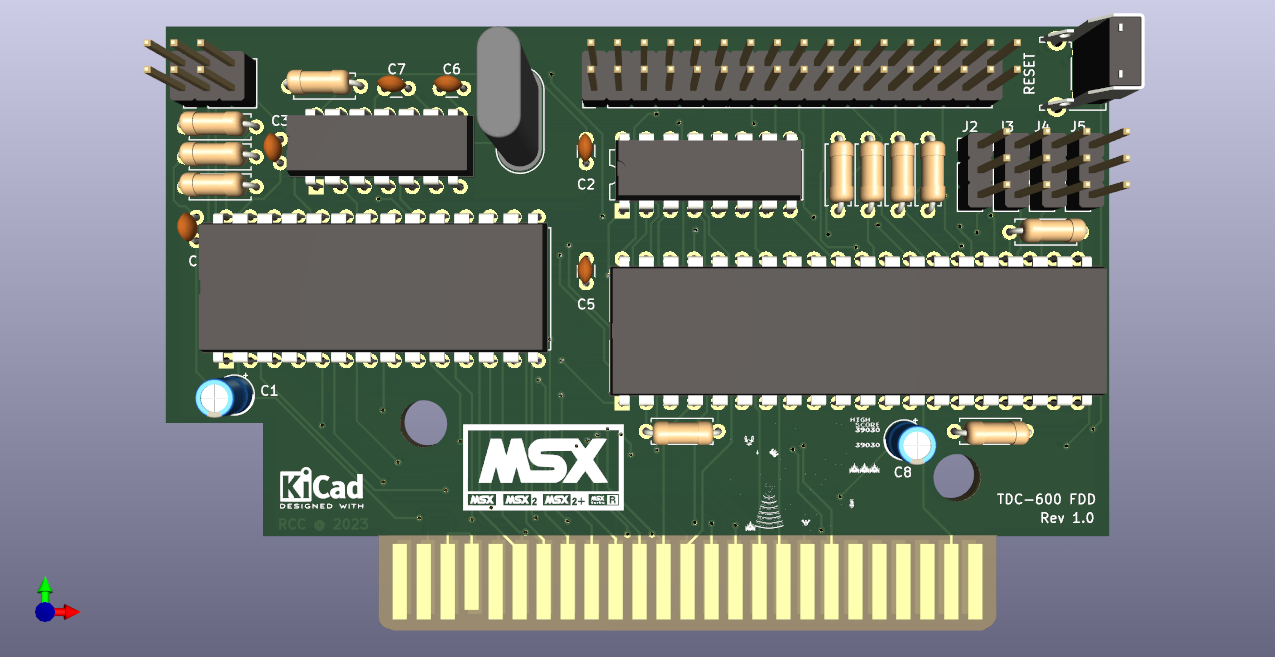 C7
C6
RESET
C3
J2
J3
J4
J5
C2
C
C5
C1
HIGH
SCORE
39030
39030
C8
MSX
MSX
MSX 2
MSX 2+
MSX
R
KiCad
DESIGNED WITH
RCC @ 2023
TDC-600 FDD
Rev 1.0